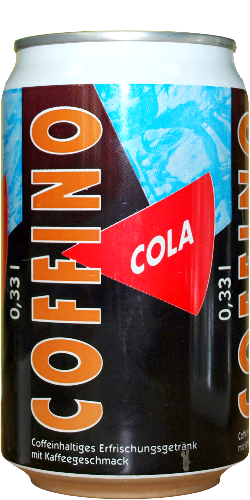 COFFINO
COLA
0,33 l
0,33 l
Coffeinhaltiges Erfrischungsgetränk
mit Kaffeegeschmack